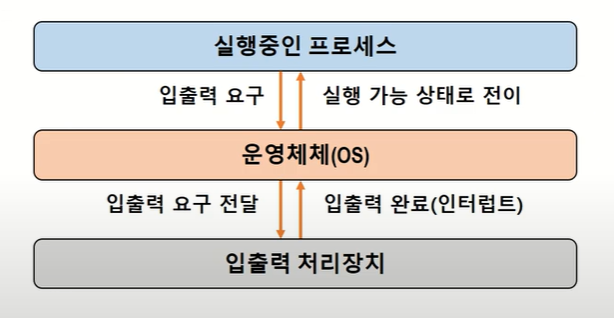 실행중인 프로세스
입출력 요구
실행 가능 상태로 전이
운영체체(OS)
입출력 요구 전달
입출력 완료(인터럽트)
입출력 처리장치